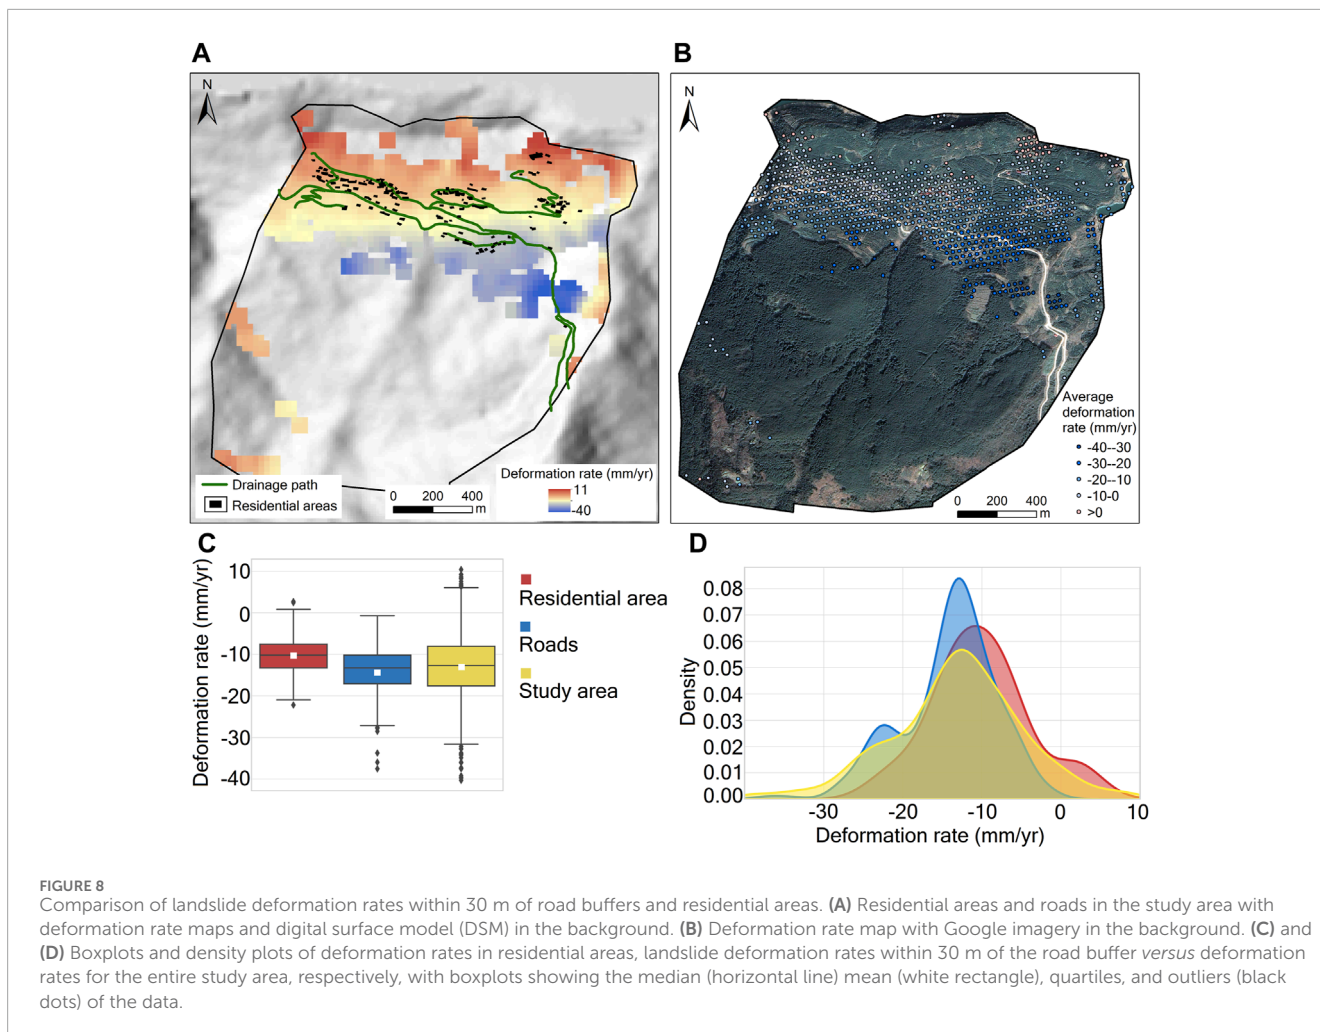 A
B
N
N
Drainage path
Residential areas
0 200 400
m
Deformation rate (mm/yr)
11
-40
Average
deformation
rate (mm/yr)
-40--30
-30--20
-20--10
-10-0
>0
0 200 400
m
C
D
Deformation rate (mm/yr)
10
0
-10
-20
-30
-40
Residential area
Roads
Study area
Density
0.08
0.07
0.06
0.05
0.04
0.03
0.02
0.01
0.00
-30 -20 -10 0 10
Deformation rate (mm/yr)
FIGURE 8
Comparison of landslide deformation rates within 30 m of road buffers and residential areas. (A) Residential areas and roads in the study area with
deformation rate maps and digital surface model (DSM) in the background. (B) Deformation rate map with Google imagery in the background. (C) and
(D) Boxplots and density plots of deformation rates in residential areas, landslide deformation rates within 30 m of the road buffer versus deformation
rates for the entire study area, respectively, with boxplots showing the median (horizontal line) mean (white rectangle), quartiles, and outliers (black
dots) of the data.